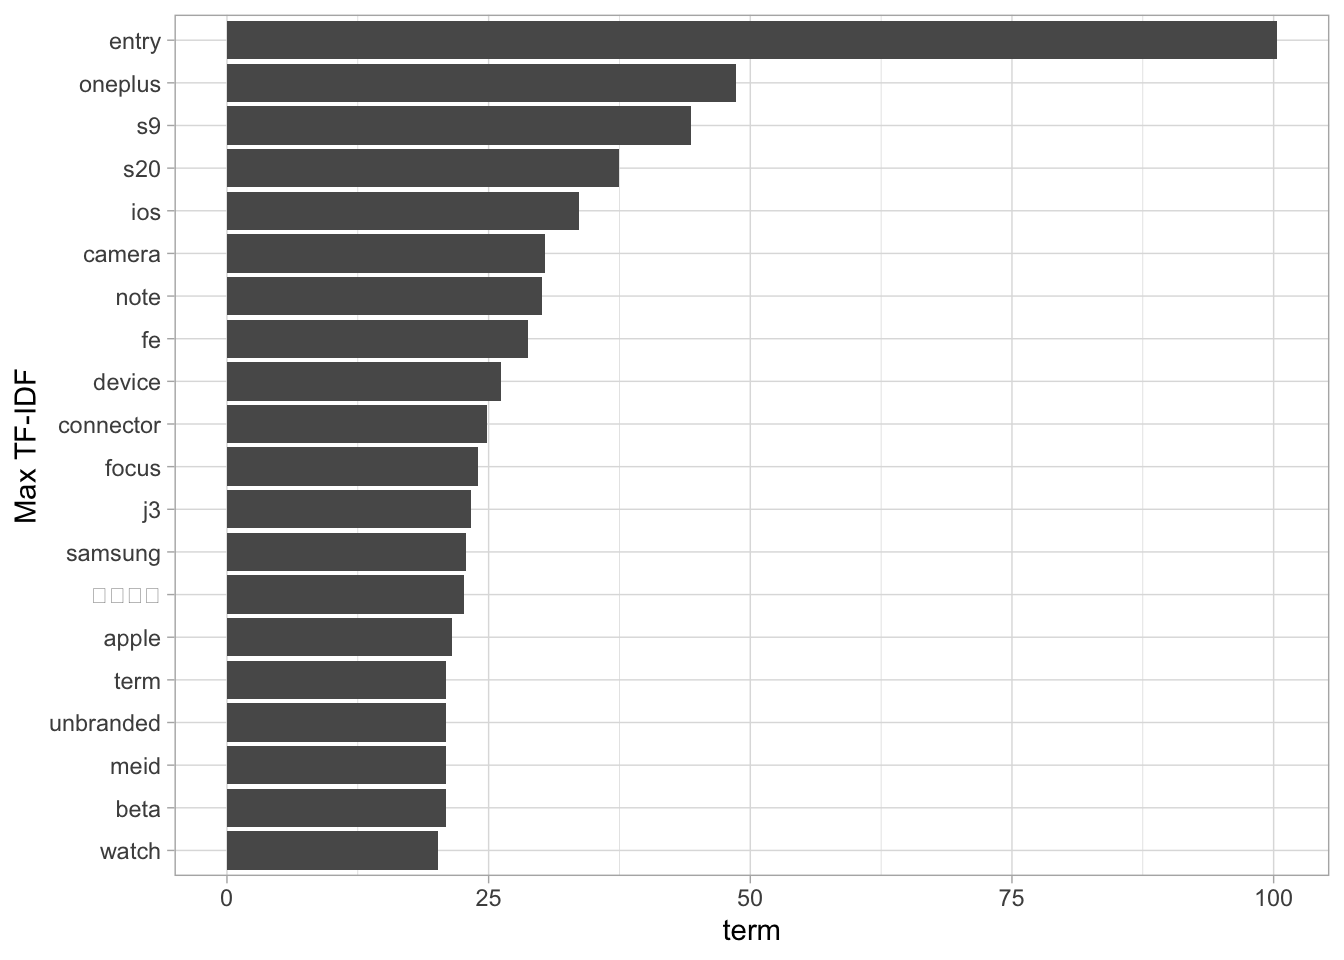 entry
oneplus
s9
s20
ios
camera
note
fe
device
connector
focus
j3
samsung
apple
term
unbranded
meid
beta
watch
Max TF-IDF
0 25 50 75 100
term